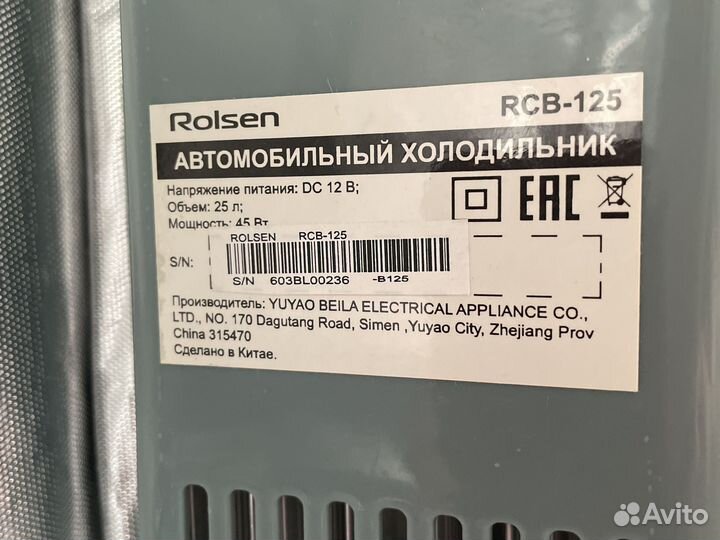 Rolsen
RCB-125
АВТОМОБИЛЬНЫЙ ХОЛОДИЛЬНИК
Напряжение питания: DC 12 В;
Объем: 25 л;
Мощность: 45 Вт
EAC
ROLSEN RCB-125
S/N:
S/N 603BL00236 -B125
Производитель: YUYAO BEILA ELECTRICAL APPLIANCE CO.,
LTD., NO. 170 Dagutang Road, Simen ,Yuyao City, Zhejiang Prov
China 315470
Сделано в Китае.
Avito